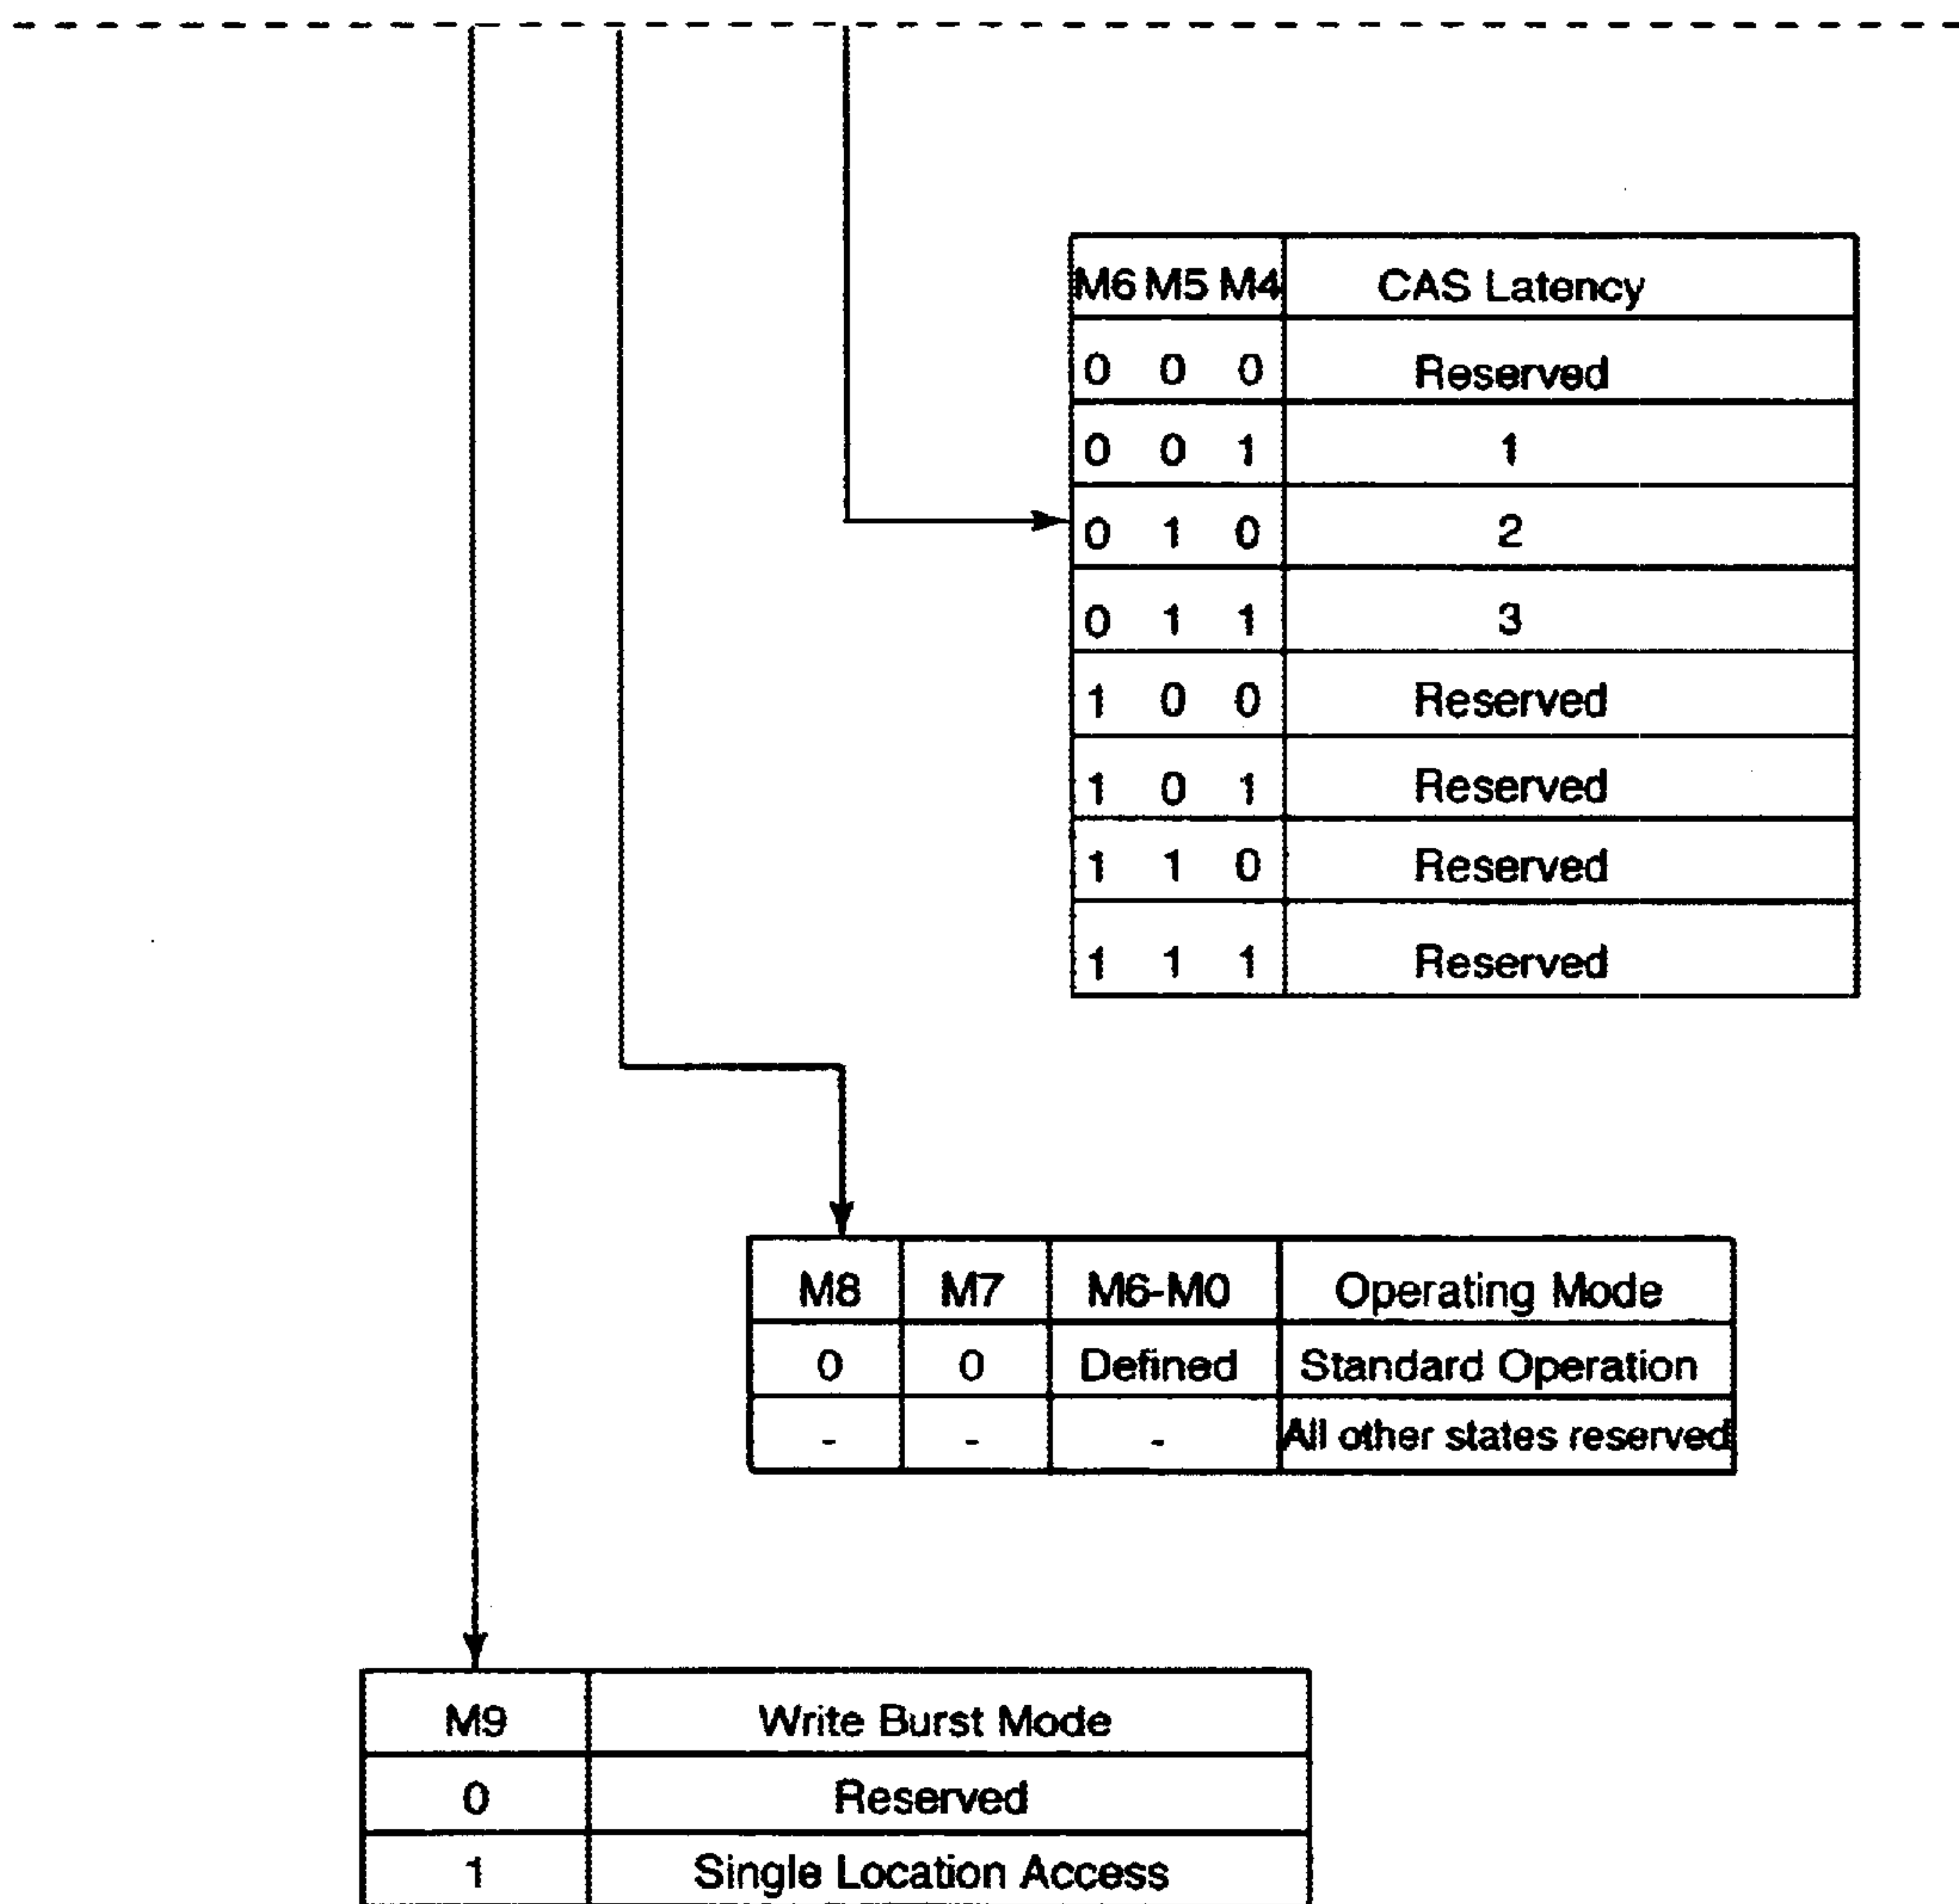 M6 M5 M4 CAS Latency
0 0 0 Reserved
0 0 1 1
0 1 0 2
0 1 1 3
1 0 0 Reserved
1 0 1 Reserved
1 1 0 Reserved
1 1 1 Reserved
M8 M7 M6-M0 Operating Mode
0 0 Defined Standard Operation
- - - All other states reserved
M9 Write Burst Mode
0 Reserved
1 Single Location Access